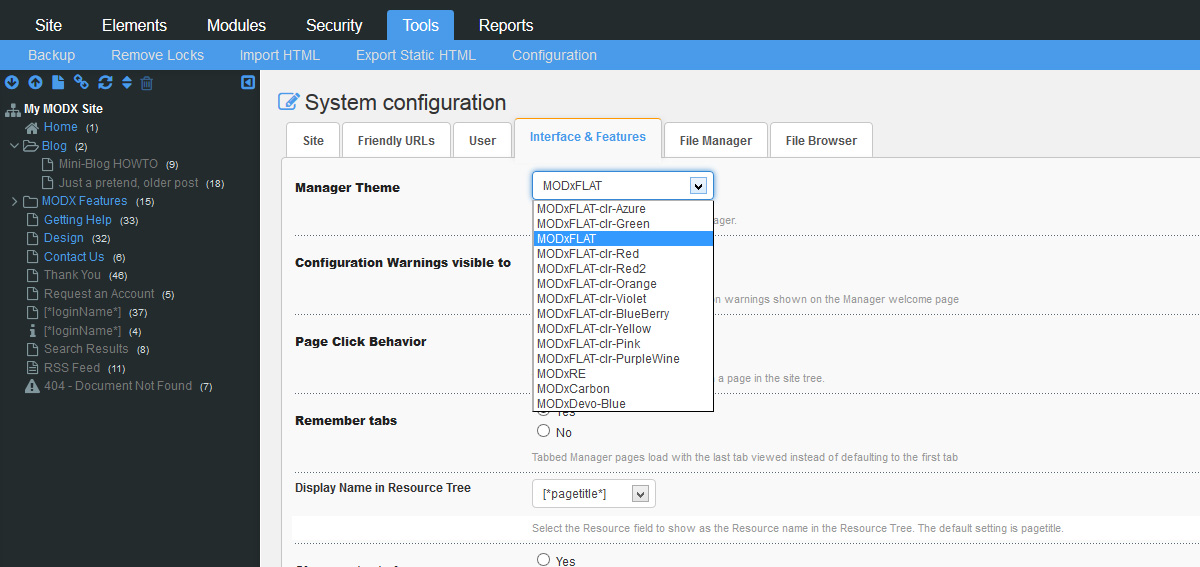 Site Elements Modules Security Tools Reports
Backup Remove Locks Import HTML Export Static HTML Configuration
My MODX Site
Home (1)
Blog (2)
Mini-Blog HOWTO (9)
Just a pretend, older post (18)
MODX Features (15)
Getting Help (33)
Design (32)
Contact Us (6)
Thank You (46)
Request an Account (5)
[*loginName*] (37)
[*loginName*] (4)
Search Results (8)
RSS Feed (11)
404 - Document Not Found (7)
System configuration
Site Friendly URLs User Interface & Features File Manager File Browser
Manager Theme MODxFLAT
MODxFLAT-clr-Azure
MODxFLAT-clr-Green
MODxFLAT
MODxFLAT-clr-Red
MODxFLAT-clr-Red2
MODxFLAT-clr-Orange
MODxFLAT-clr-Violet
MODxFLAT-clr-BlueBerry
MODxFLAT-clr-Yellow
MODxFLAT-clr-Pink
MODxFLAT-clr-PurpleWine
MODxRE
MODxCarbon
MODxDevo-Blue
Configuration Warnings visible to
warnings shown on the Manager welcome page
Page Click Behavior
a page in the site tree.
Remember tabs
Yes
No
Tabbed Manager pages load with the last tab viewed instead of defaulting to the first tab
Display Name in Resource Tree [*pagetitle*]
Select the Resource field to show as the Resource name in the Resource Tree. The default setting is pagetitle.
Yes